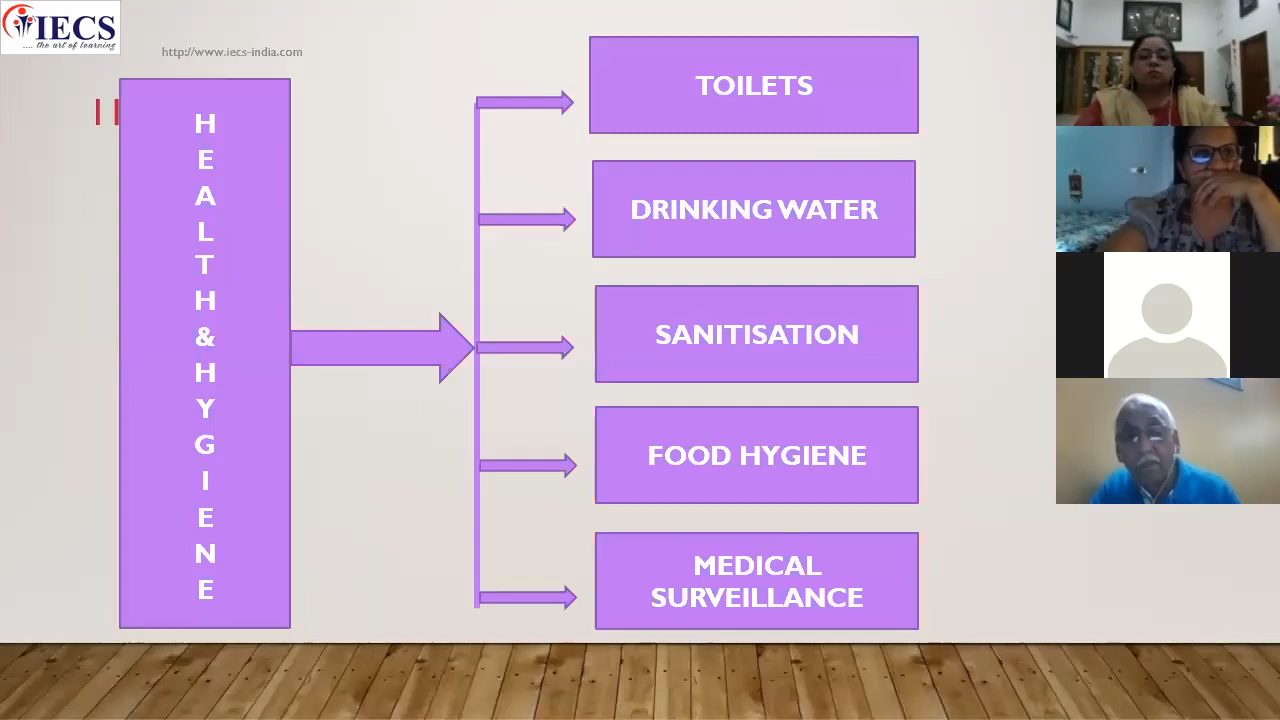 IECS
.... the art of learning
http://www.iecs-india.com
H
E
A
L
T
H
&
H
Y
G
I
E
N
E
TOILETS
DRINKING WATER
SANITISATION
FOOD HYGIENE
MEDICAL
SURVEILLANCE